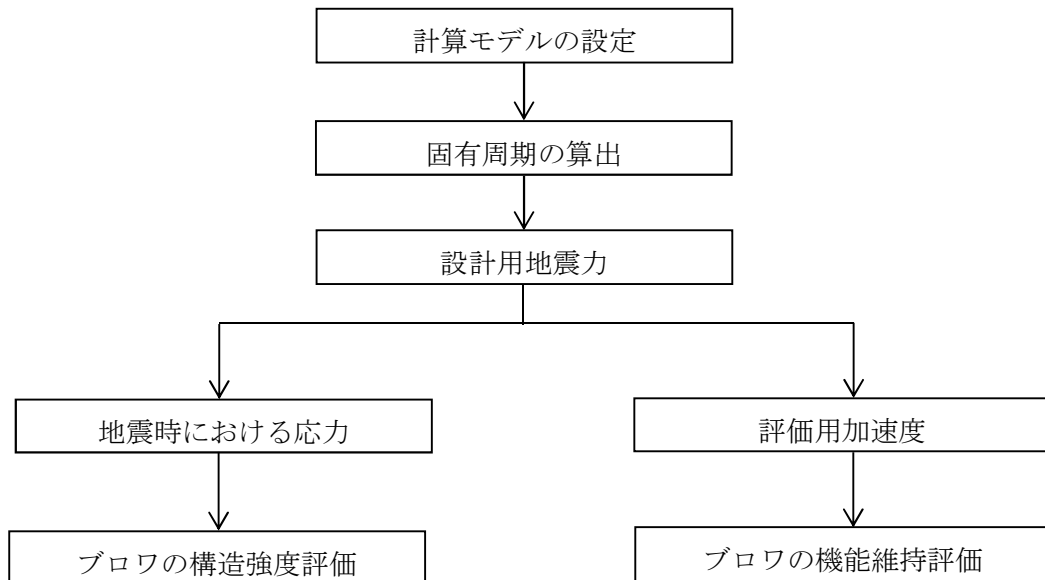 計算モデルの設定
固有周期の算出
設計用地震力
地震時における応力
評価用加速度
ブロワの構造強度評価
ブロワの機能維持評価